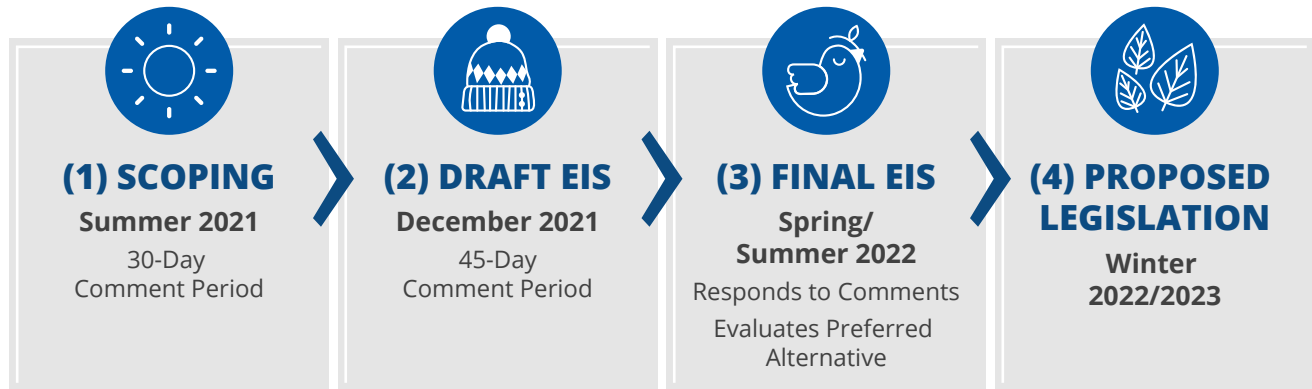 (1) SCOPING
Summer 2021
30-Day
Comment Period
(2) DRAFT EIS
December 2021
45-Day
Comment Period
(3) FINAL EIS
Spring/
Summer 2022
Responds to Comments
Evaluates Preferred
Alternative
(4) PROPOSED
LEGISLATION
Winter
2022/2023